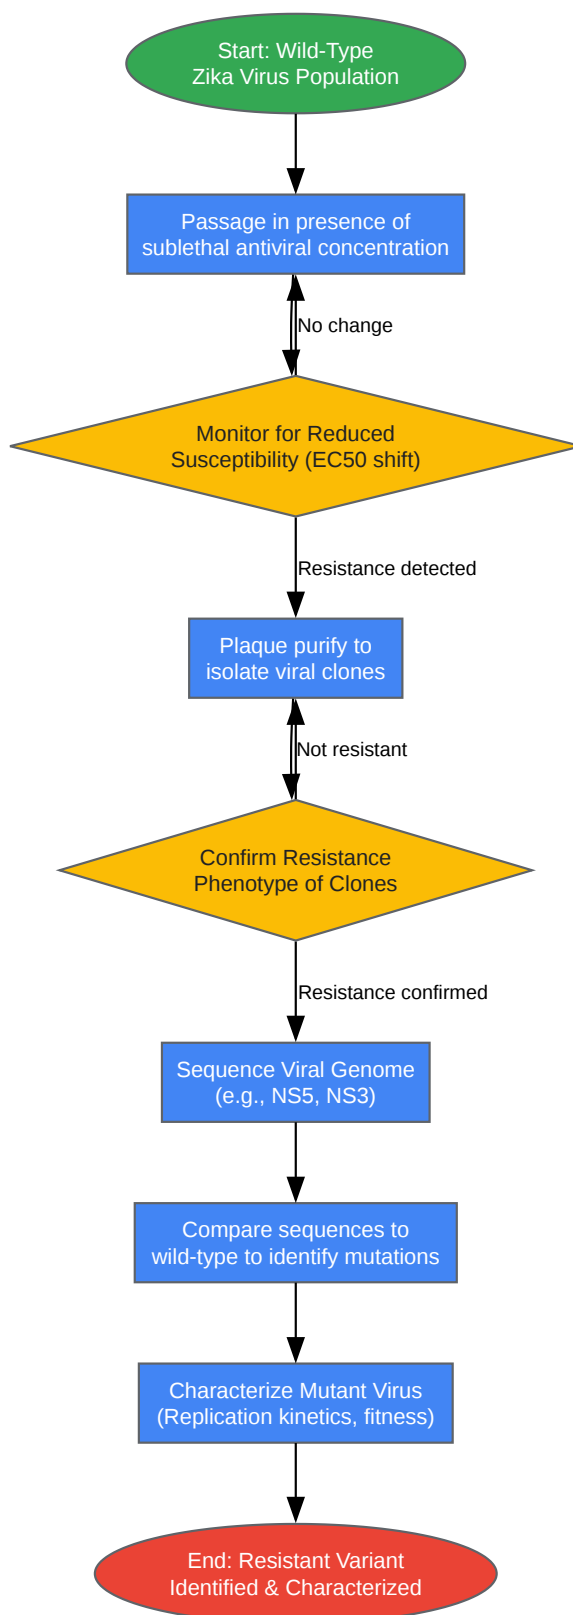 Start: Wild-Type
Zika Virus Population
Passage in presence of
sublethal antiviral concentration
No change
Monitor for Reduced
Susceptibility (EC50 shift)
Resistance detected
Plaque purify to
isolate viral clones
Not resistant
Confirm Resistance
Phenotype of Clones
Resistance confirmed
Sequence Viral Genome
(e.g., NS5, NS3)
Compare sequences to
wild-type to identify mutations
Characterize Mutant Virus
(Replication kinetics, fitness)
End: Resistant Variant
Identified & Characterized